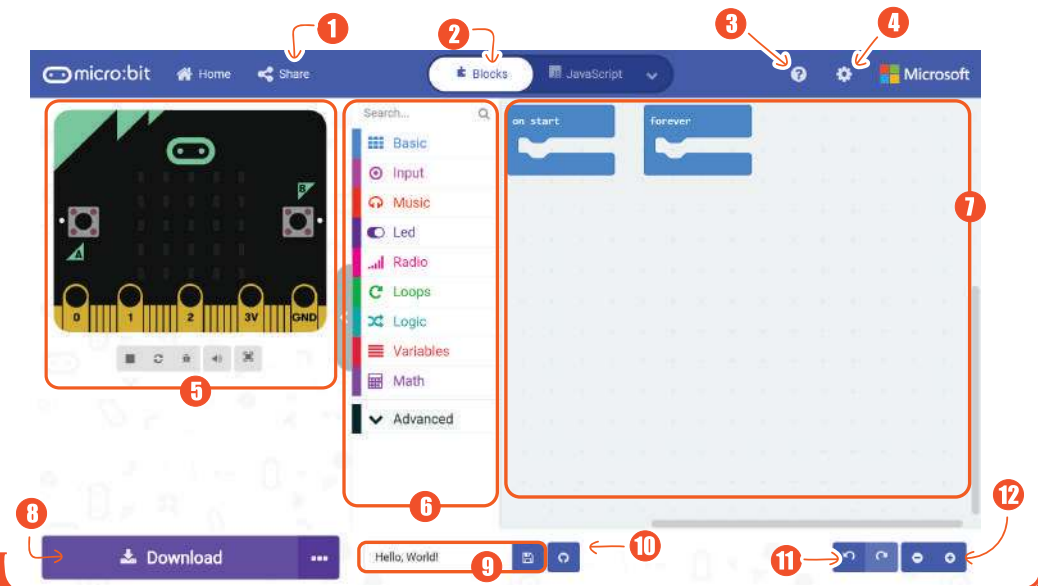 1
2
3
4
micro:bit
Home
Share
Blocks
JavaScript
Microsoft
B
A
0 1 2 3V GND
5
Search...
Basic
Input
Music
Led
Radio
Loops
Logic
Variables
Math
Advanced
6
on start
forever
7
8
Download
Hello, World!
9
10
11
12